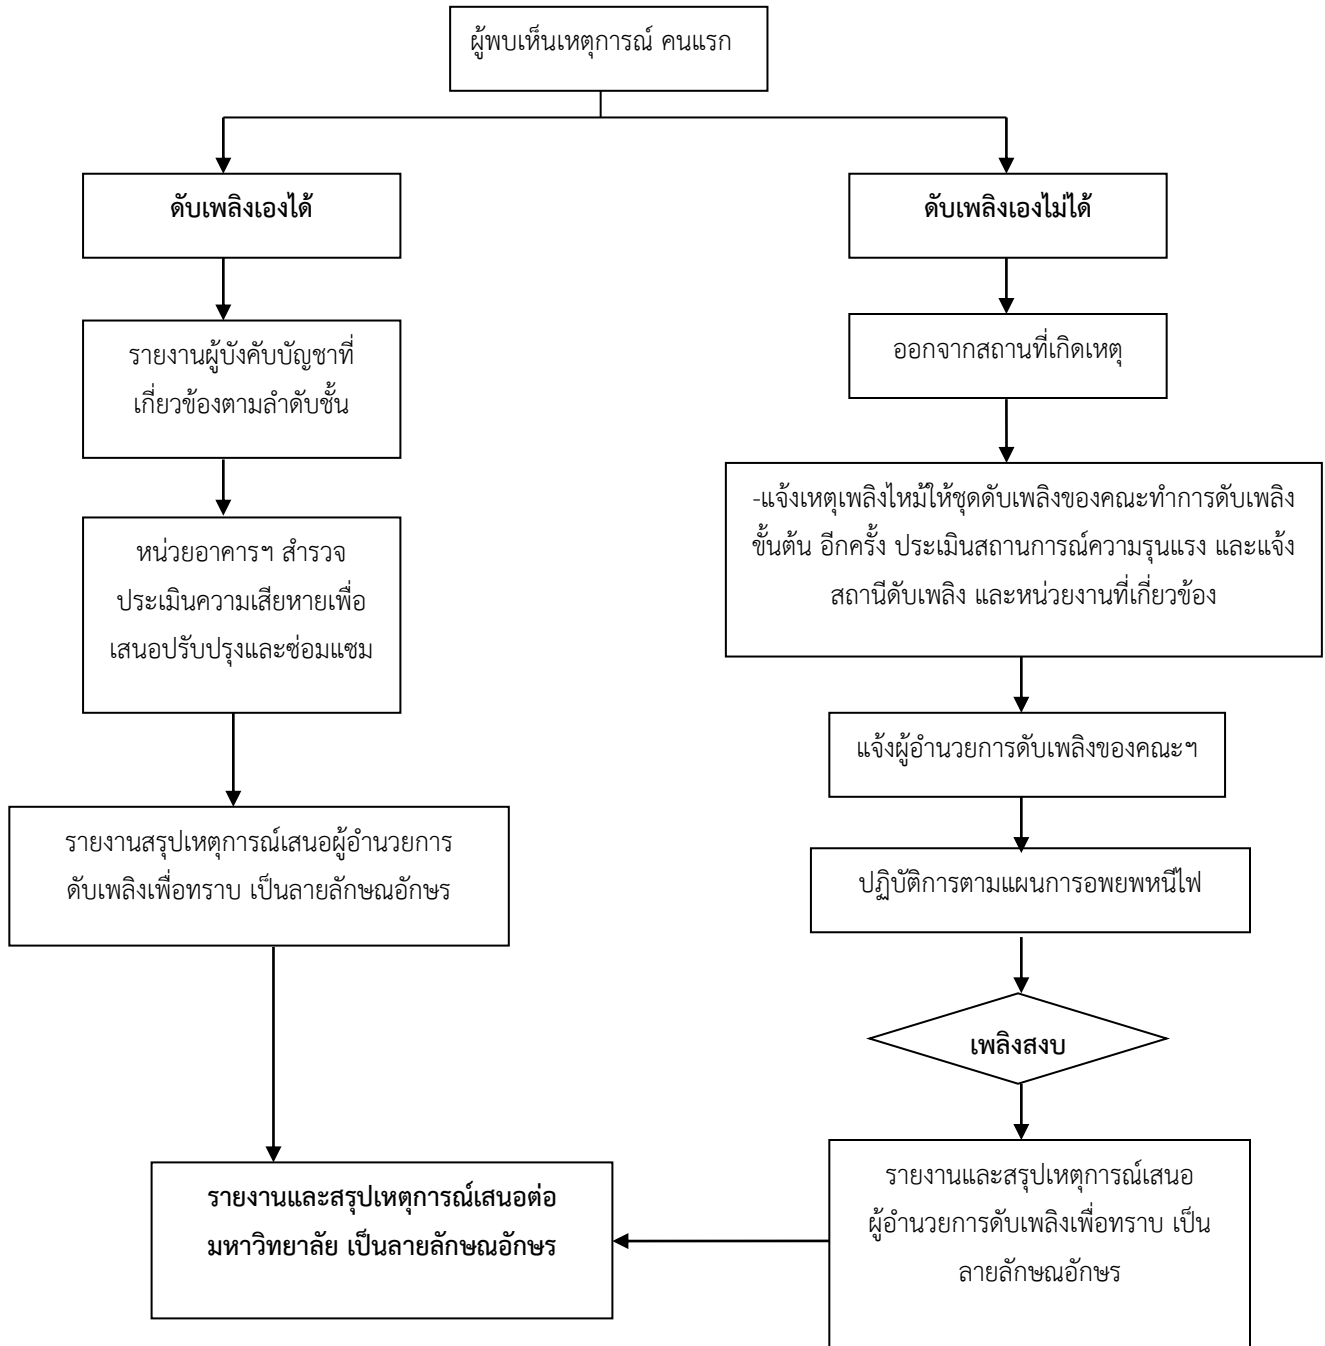 ผู้พบเห็นเหตุการณ์ คนแรก
ดับเพลิงเองได้
ดับเพลิงเองไม่ได้
รายงานผู้บังคับบัญชาที่
เกี่ยวข้องตามลำดับชั้น
ออกจากสถานที่เกิดเหตุ
หน่วยอาคารฯ สำรวจ
ประเมินความเสียหายเพื่อ
เสนอปรับปรุงและซ่อมแซม
-แจ้งเหตุเพลิงไหม้ให้ชุดดับเพลิงของคณะทำการดับเพลิง
ขั้นต้น อีกครั้ง ประเมินสถานการณ์ความรุนแรง และแจ้ง
สถานีดับเพลิง และหน่วยงานที่เกี่ยวข้อง
แจ้งผู้อำนวยการดับเพลิงของคณะฯ
รายงานสรุปเหตุการณ์เสนอผู้อำนวยการ
ดับเพลิงเพื่อทราบ เป็นลายลักษณอักษร
ปฏิบัติการตามแผนการอพยพหนีไฟ
เพลิงสงบ
รายงานและสรุปเหตุการณ์เสนอ
ผู้อำนวยการดับเพลิงเพื่อทราบ เป็น
ลายลักษณอักษร
รายงานและสรุปเหตุการณ์เสนอต่อ
มหาวิทยาลัย เป็นลายลักษณอักษร